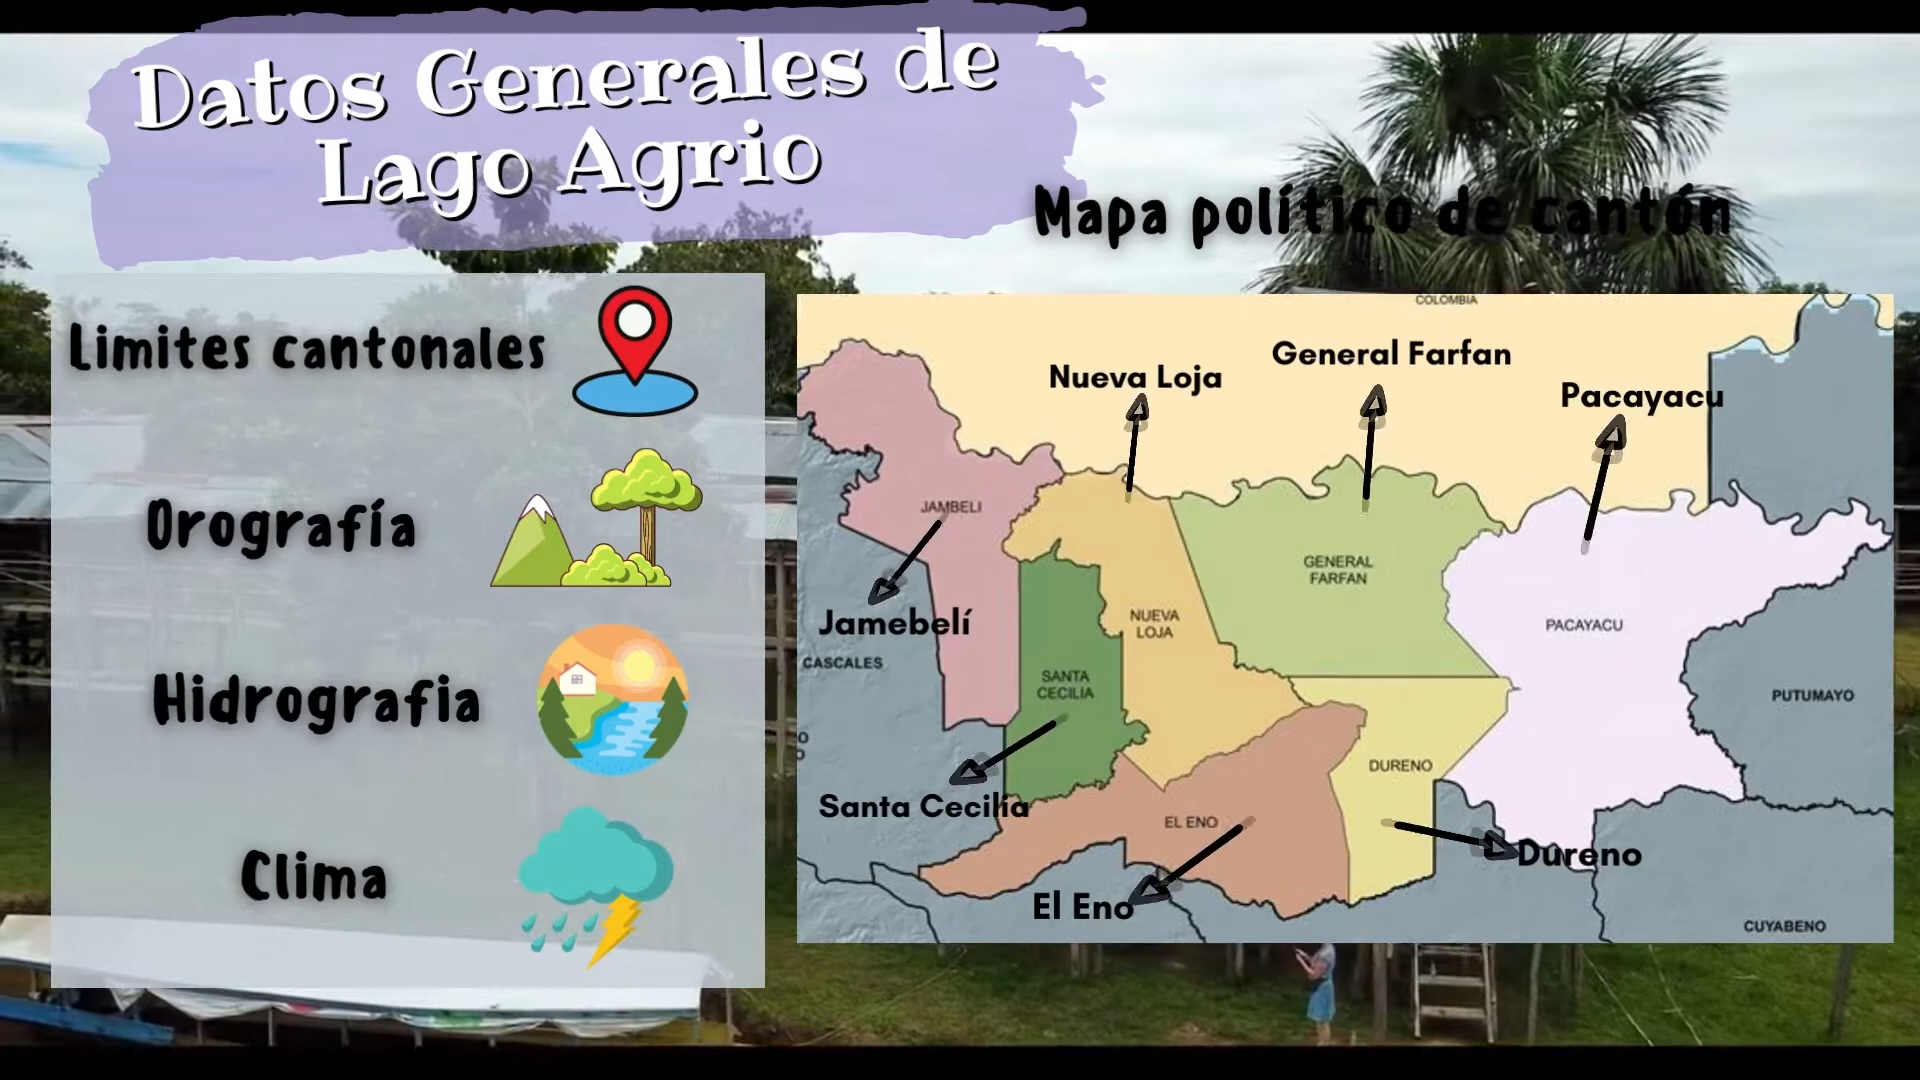 Datos Generales de
Lago Agrio
Mapa político de cantón
Limites cantonales
Orografía
Hidrografia
Clima
COLOMBIA
General Farfan
Nueva Loja
Pacayacu
JAMBELI
GENERAL
FARFAN
NUEVA
LOJA
PACAYACU
Jamebelí
CASCALES
SANTA
CECILIA
PUTUMAYO
DURENO
Santa Cecilia
EL ENO
Dureno
El Eno
CUYABENO